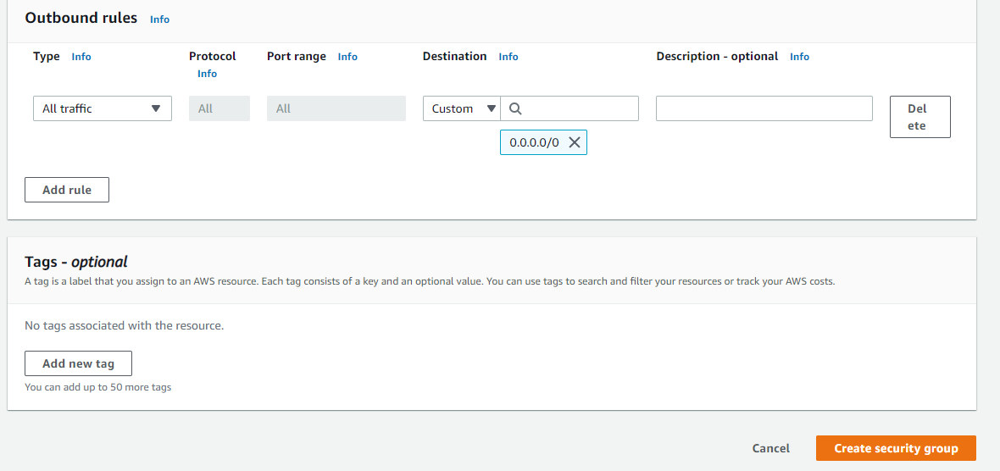 Outbound rules Info
Type Info Protocol Info Port range Info Destination Info Description - optional Info
All traffic All All Custom Delete
0.0.0.0/0
Add rule
Tags - optional
A tag is a label that you assign to an AWS resource. Each tag consists of a key and an optional value. You can use tags to search and filter your resources or track your AWS costs.
No tags associated with the resource.
Add new tag
You can add up to 50 more tags
Cancel Create security group